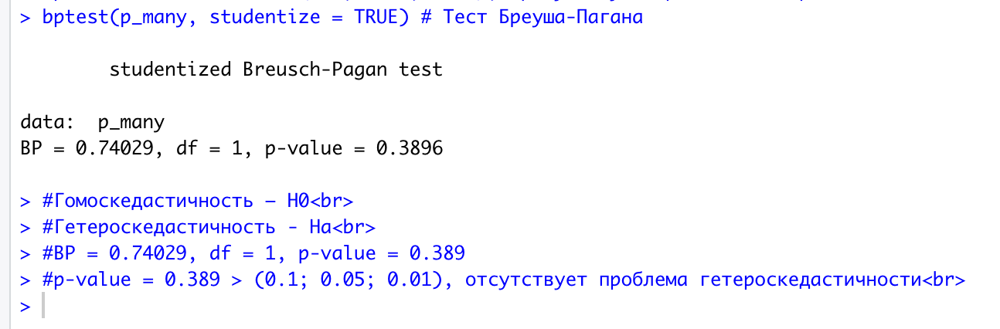 > bptest(p_many, studentize = TRUE) # Тест Бреуша-Пагана
studentized Breusch-Pagan test
data:  p_many
BP = 0.74029, df = 1, p-value = 0.3896
> #Гомоскедастичность – H0<br>
> #Гетероскедастичность - Ha<br>
> #BP = 0.74029, df = 1, p-value = 0.389
> #p-value = 0.389 > (0.1; 0.05; 0.01), отсутствует проблема гетероскедастичности<br>
>